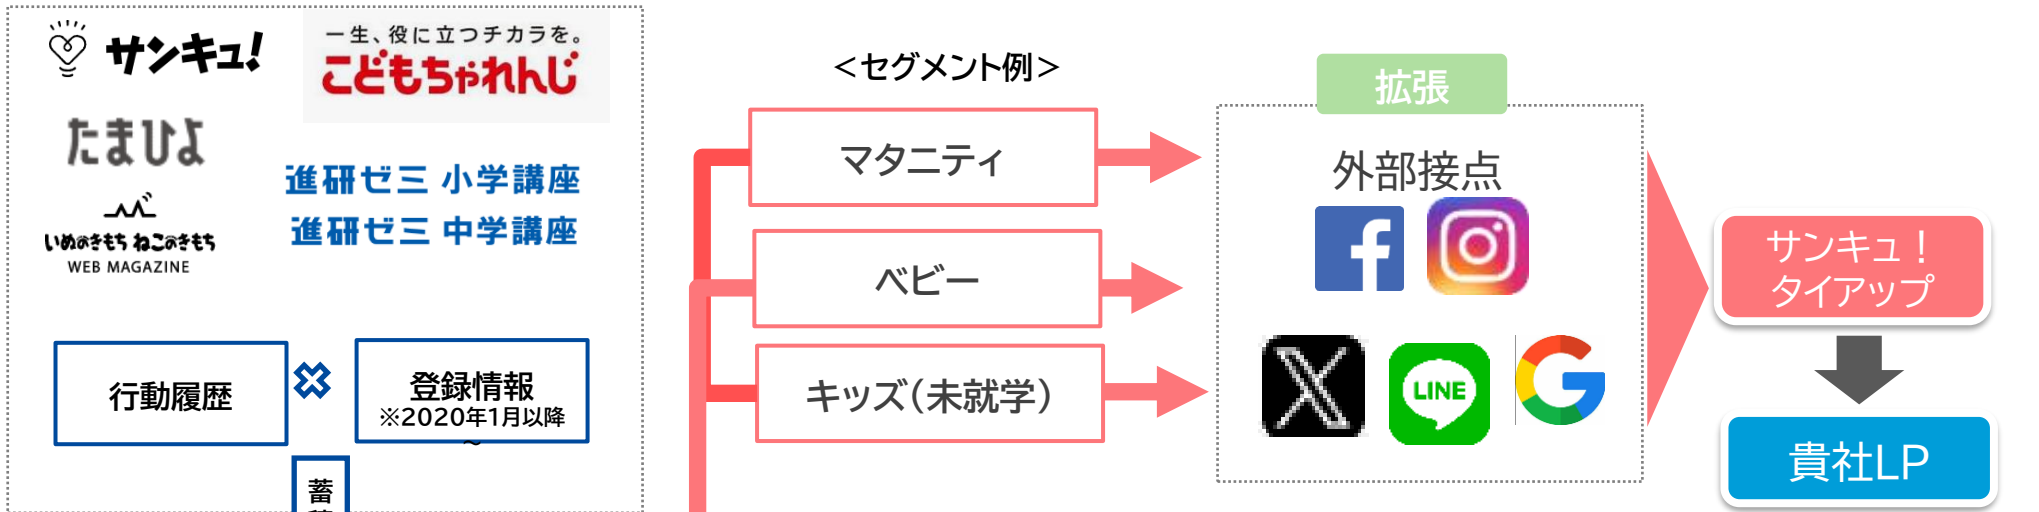 サンキュ!
一生、役に立つチカラを。
こどもちゃれんじ
たまひよ
進研ゼミ 小学講座
進研ゼミ 中学講座
いぬのきもち ねこのきもち
WEB MAGAZINE
行動履歴
登録情報
※2020年1月以降
～
蓄
＜セグメント例＞
マタニティ
ベビー
キッズ(未就学)
拡張
外部接点
LINE
サンキュ！
タイアップ
貴社LP